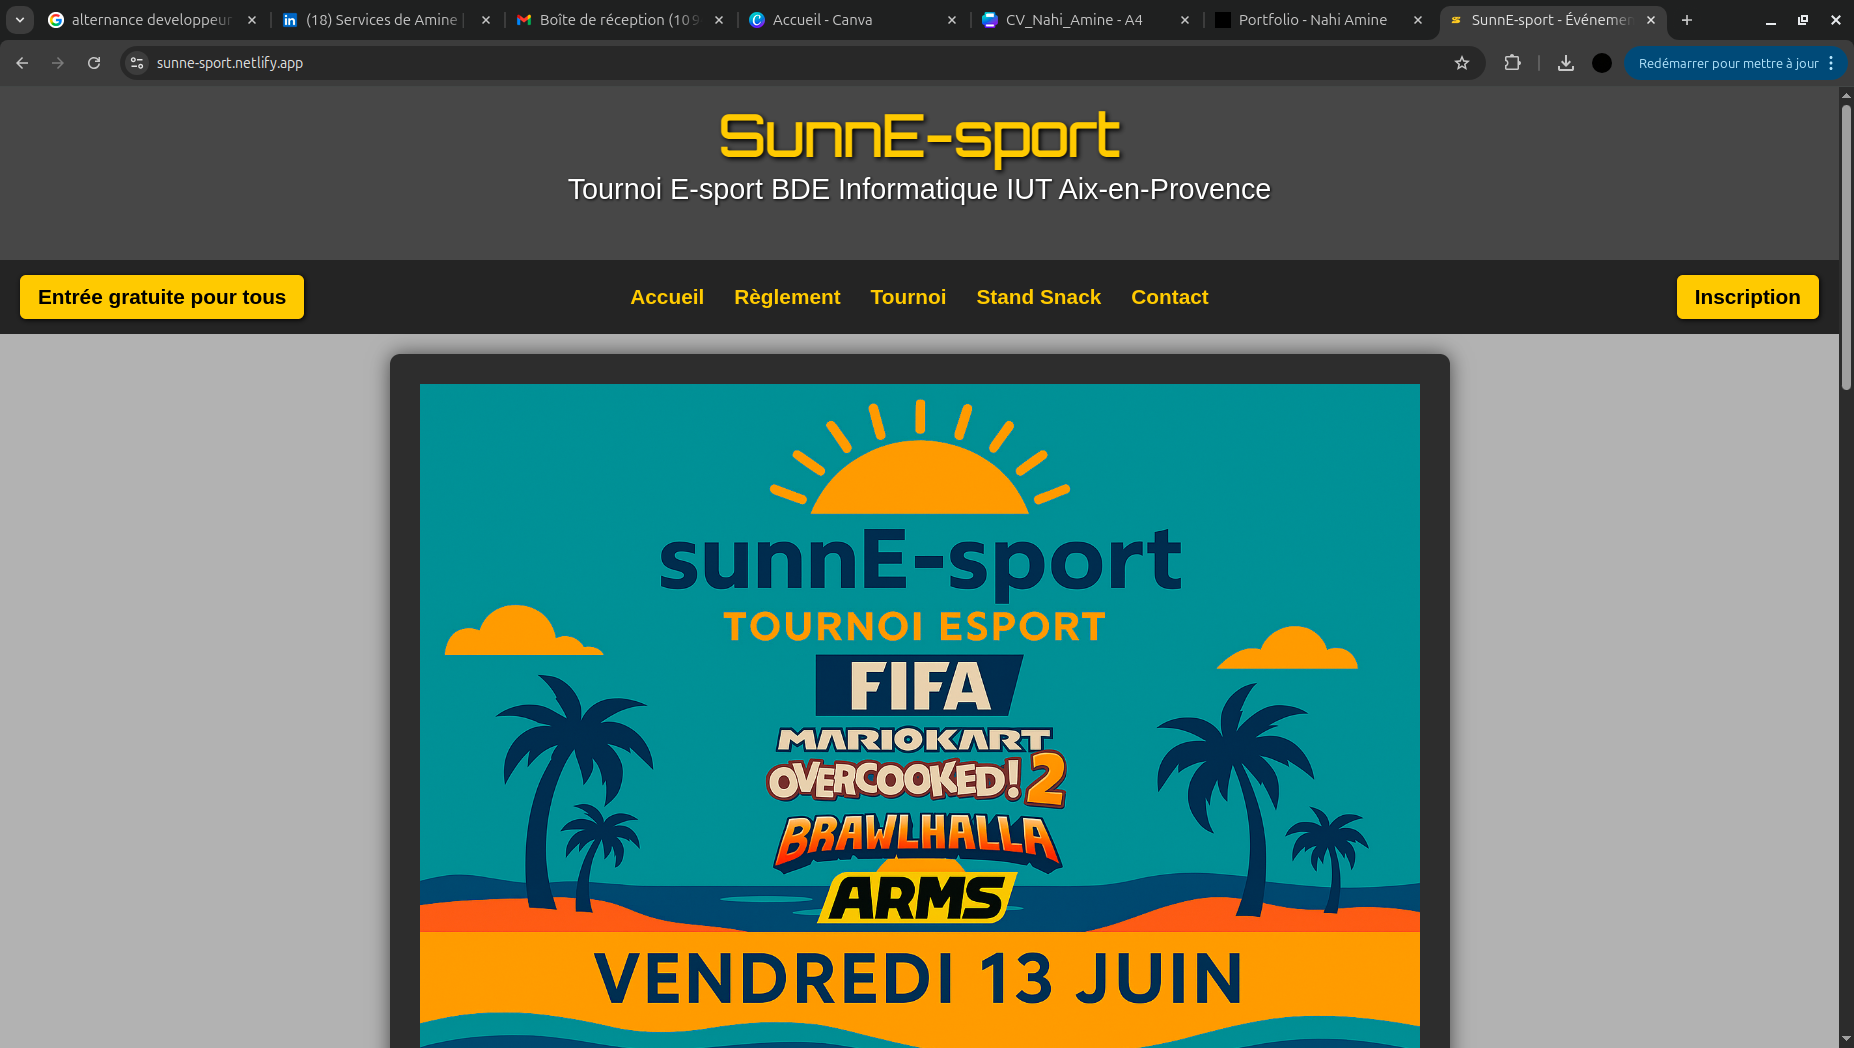 alternance developpeur
(18) Services de Amine
Boîte de réception (109
Accueil - Canva
CV_Nahi_Amine - A4
Portfolio - Nahi Amine
SunnE-sport - Événemen
sunne-sport.netlify.app
Redémarrer pour mettre à jour
SunnE-sport
Tournoi E-sport BDE Informatique IUT Aix-en-Provence
Entrée gratuite pour tous
Accueil
Règlement
Tournoi
Stand Snack
Contact
Inscription
sunnE-sport
TOURNOI ESPORT
FIFA
MARIOKART
OVERCOOKED! 2
BRAWLHALLA
ARMS
VENDREDI 13 JUIN